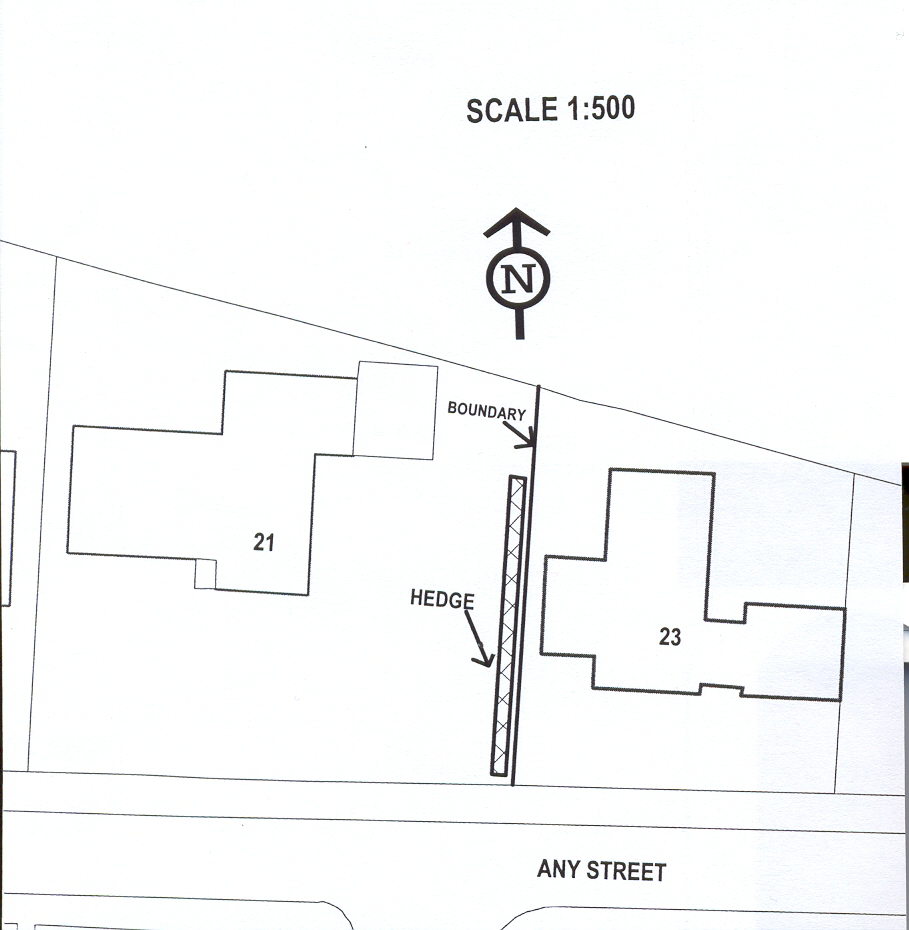 SCALE 1:500
N
BOUNDARY
21
HEDGE
23
ANY STREET